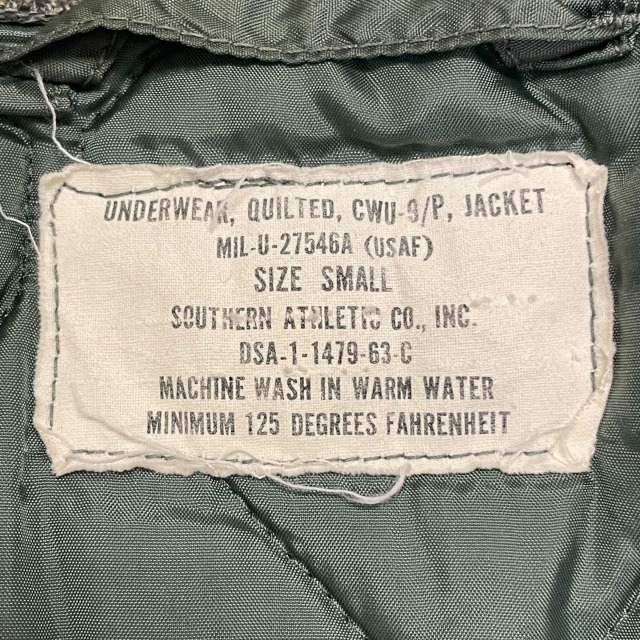 UNDERWEAR, QUILTED, CWU-9/P, JACKET
MIL-U-27546A (USAF)
SIZE SMALL
SOUTHERN ATHLETIC CO., INC.
DSA-1-1479-63-C
MACHINE WASH IN WARM WATER
MINIMUM 125 DEGREES FAHRENHEIT